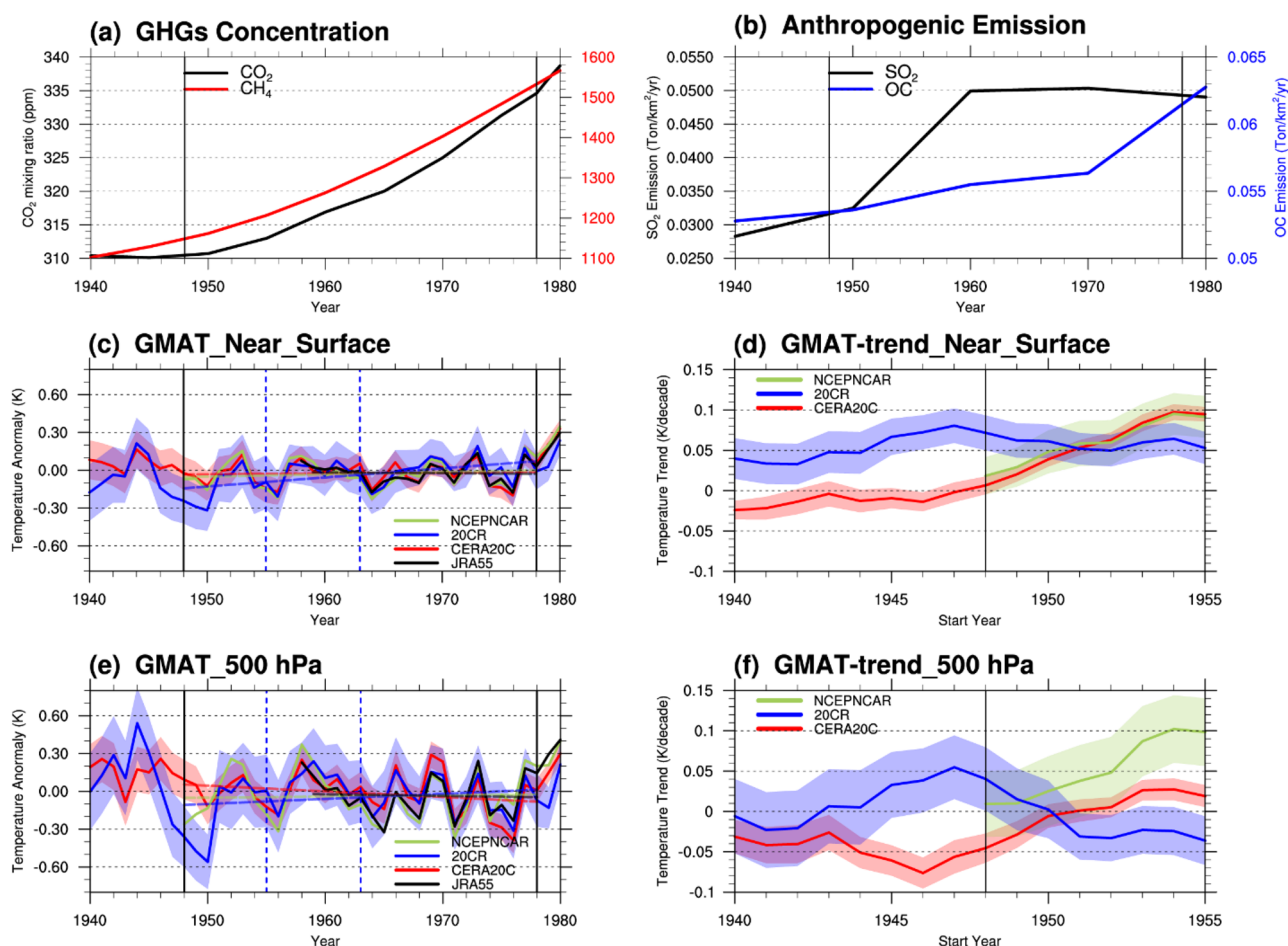 (a) GHGs Concentration
CO₂ mixing ratio (ppm)
340
335
330
325
320
315
310
1600
1500
1400
1300
1200
1100
CO₂
CH₄
1940
1950
1960
1970
1980
Year
(b) Anthropogenic Emission
SO₂ Emission (Ton/km²/yr)
0.0550
0.0500
0.0450
0.0400
0.0350
0.0300
0.0250
0.065
0.06
0.055
0.05
OC Emission (Ton/km²/yr)
SO₂
OC
1940
1950
1960
1970
1980
Year
(c) GMAT_Near_Surface
Temperature Anormaly (K)
0.60
0.30
0.00
-0.30
-0.60
NCEPNCAR
20CR
CERA20C
JRA55
1940
1950
1960
1970
1980
Year
(d) GMAT-trend_Near_Surface
Temperature Trend (K/decade)
0.15
0.1
0.05
0
-0.05
-0.1
NCEPNCAR
20CR
CERA20C
1940
1945
1950
1955
Start Year
(e) GMAT_500 hPa
Temperature Anormaly (K)
0.60
0.30
0.00
-0.30
-0.60
NCEPNCAR
20CR
CERA20C
JRA55
1940
1950
1960
1970
1980
Year
(f) GMAT-trend_500 hPa
Temperature Trend (K/decade)
0.15
0.1
0.05
0
-0.05
-0.1
NCEPNCAR
20CR
CERA20C
1940
1945
1950
1955
Start Year